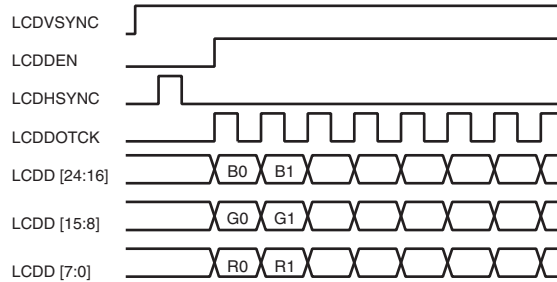 LCDVSYNC
LCDDEN
LCDHSYNC
LCDDOTCK
LCDD [24:16] B0 B1
LCDD [15:8] G0 G1
LCDD [7:0] R0 R1